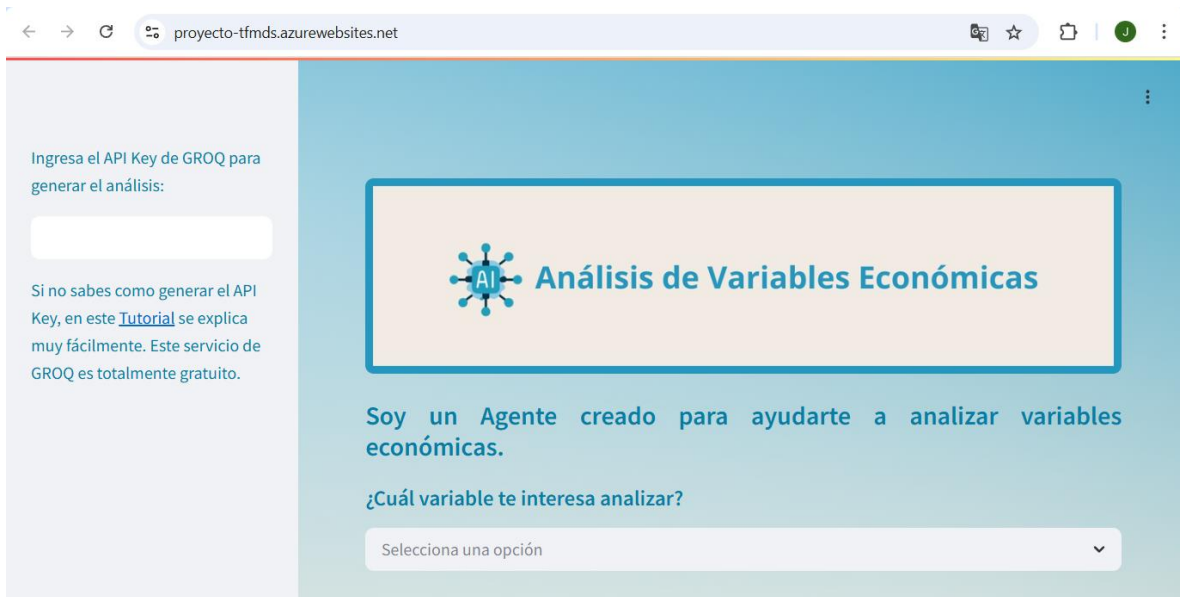 proyecto-tfmds.azurewebsites.net
J
Ingresa el API Key de GROQ para
generar el análisis:
Si no sabes como generar el API
Key, en este Tutorial se explica
muy fácilmente. Este servicio de
GROQ es totalmente gratuito.
AI Análisis de Variables Económicas
Soy un Agente creado para ayudarte a analizar variables
económicas.
¿Cuál variable te interesa analizar?
Selecciona una opción